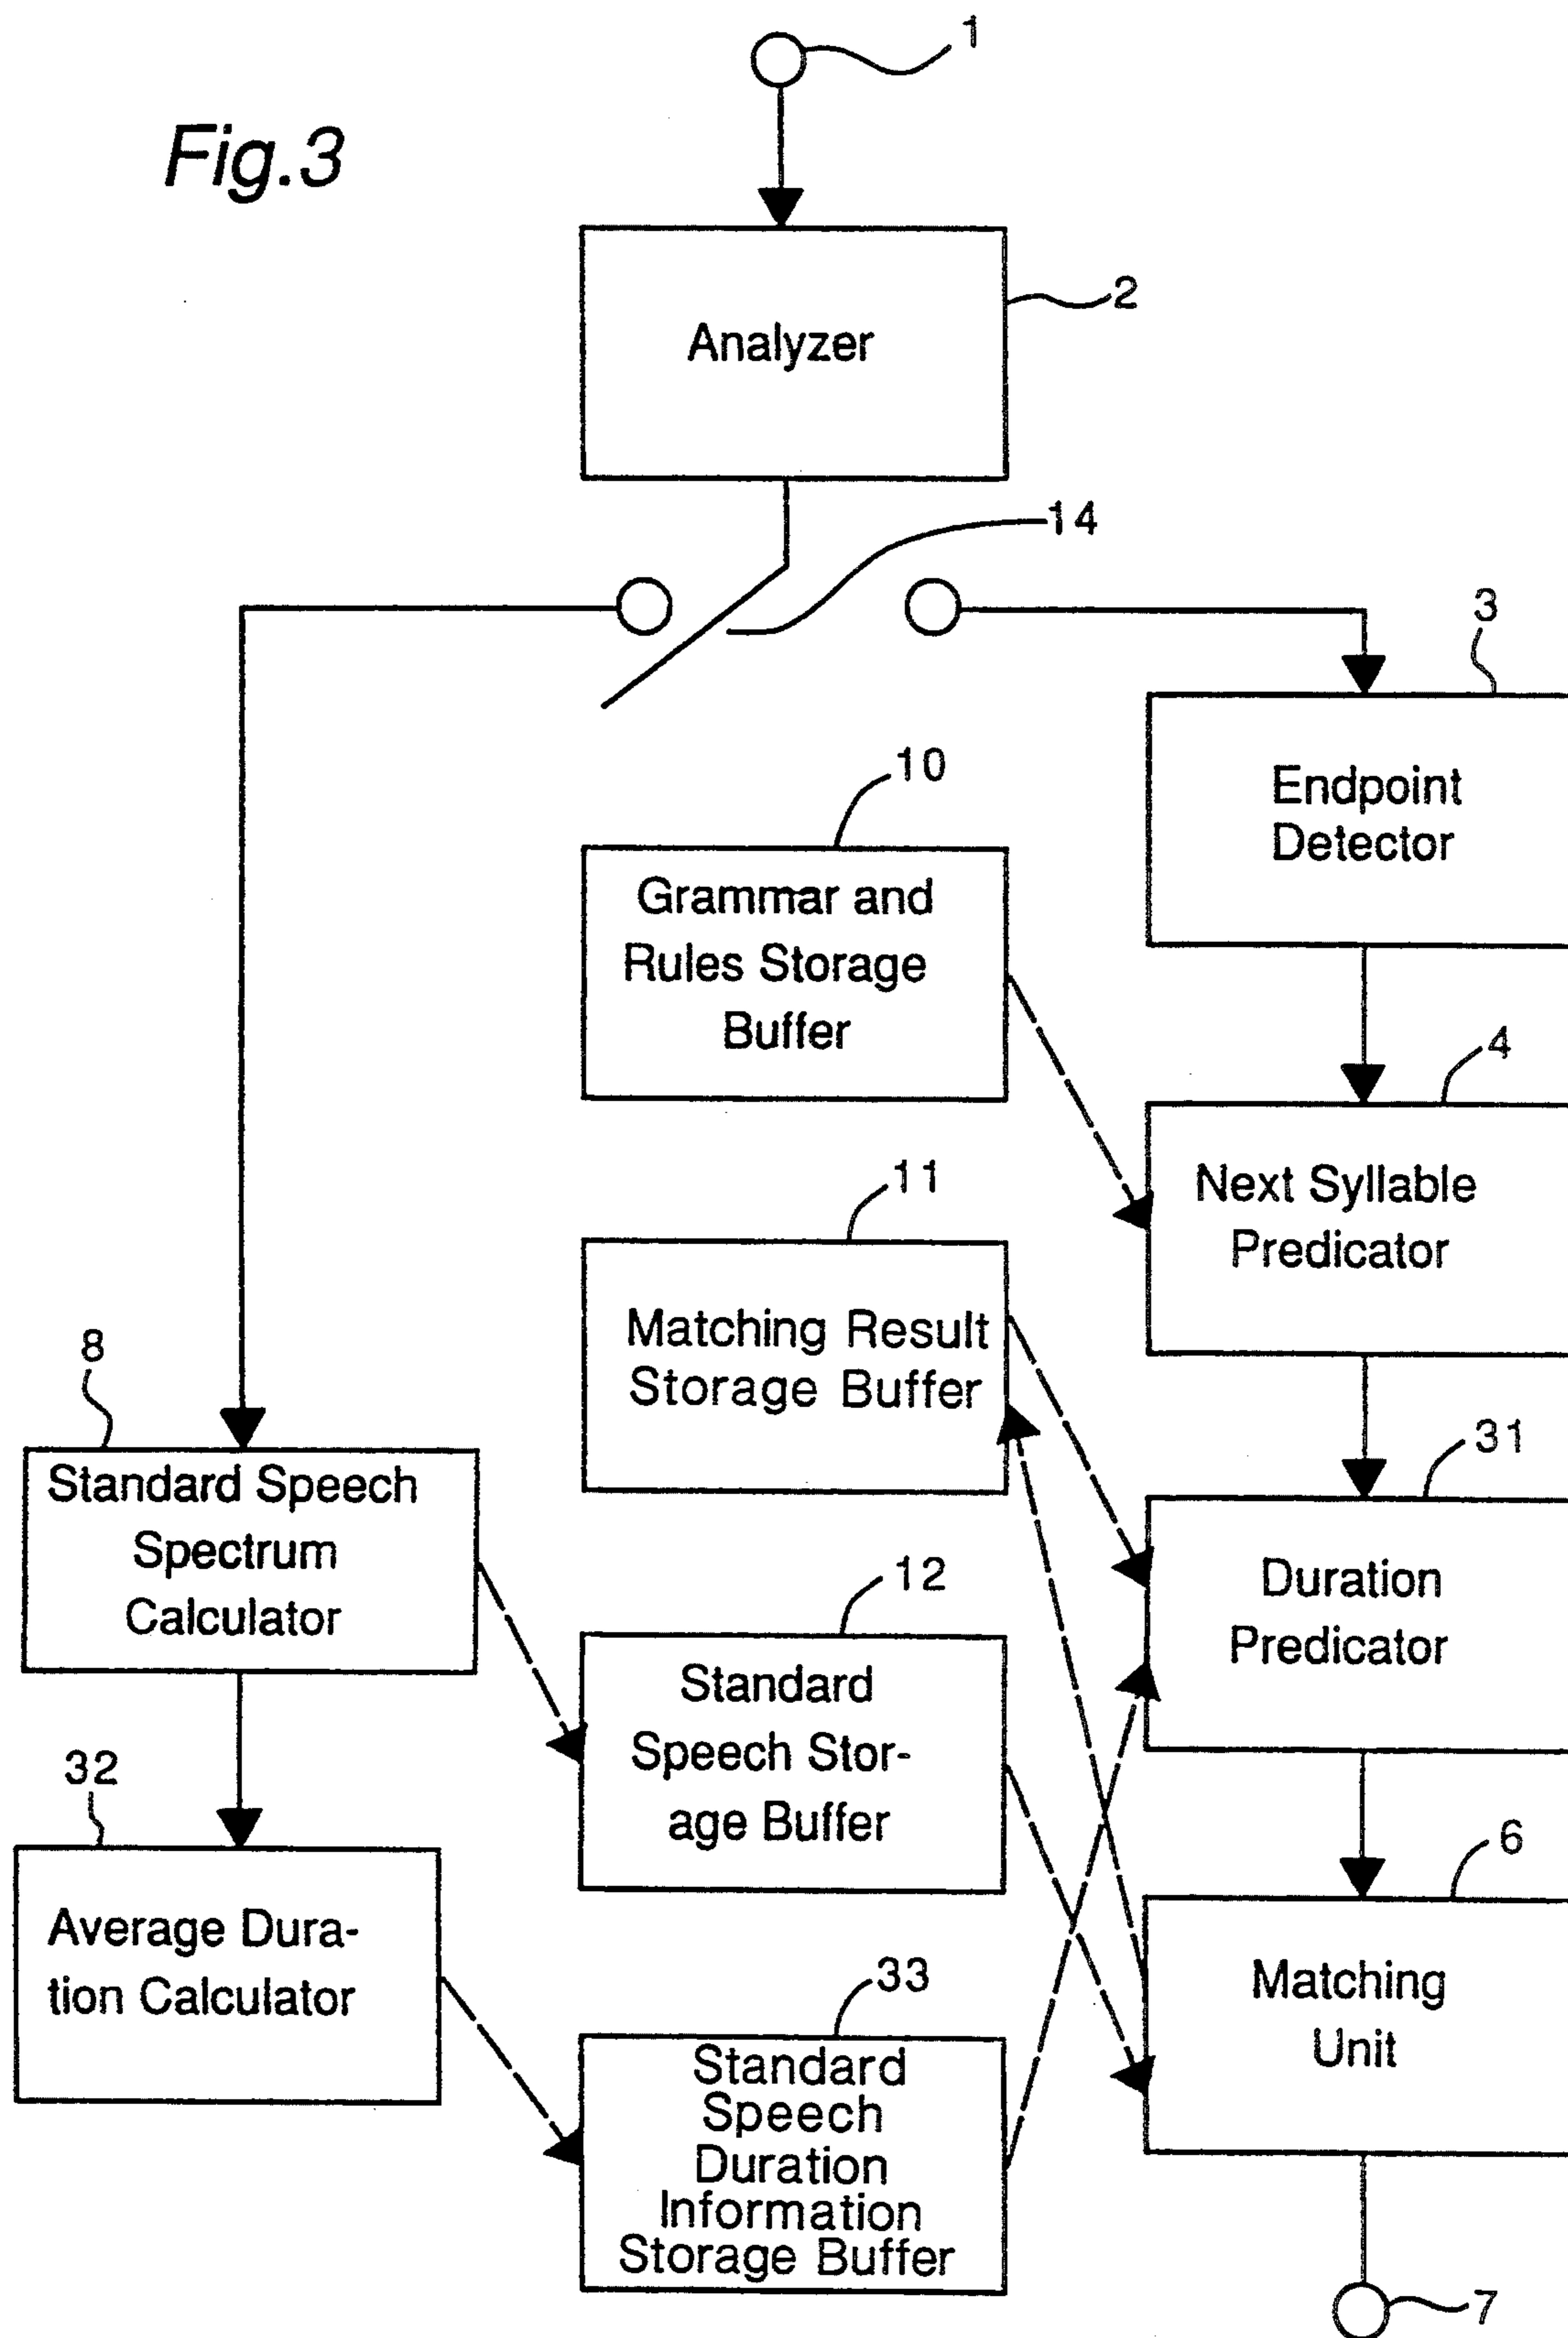 1
Fig.3
2
Analyzer
14
3
Endpoint
Detector
10
Grammar and
Rules Storage
Buffer
4
Next Syllable
Predicator
11
Matching Result
Storage Buffer
8
Standard Speech
Spectrum
Calculator
31
Duration
Predicator
12
Standard
Speech Stor-
age Buffer
32
Average Dura-
tion Calculator
6
Matching
Unit
33
Standard
Speech
Duration
Information
Storage Buffer
7